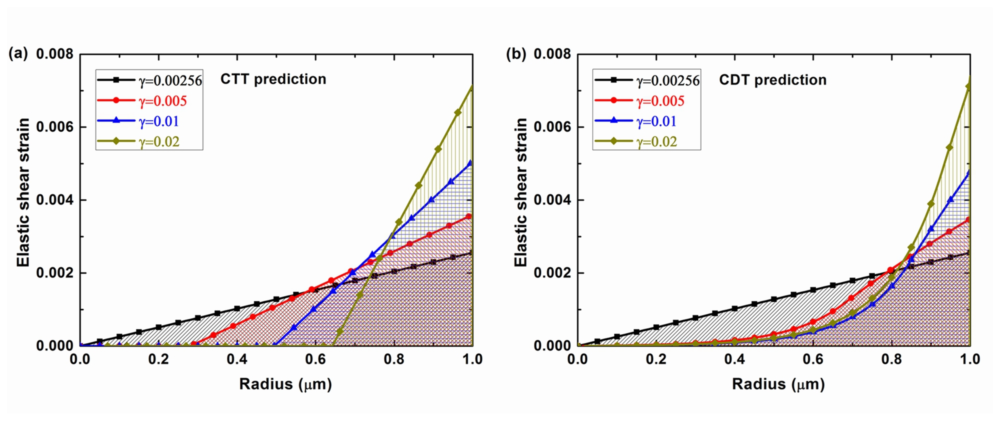 (a)
CTT prediction
γ=0.00256
γ=0.005
γ=0.01
γ=0.02
0.008
0.006
0.004
0.002
0.000
Elastic shear strain
0.0 0.2 0.4 0.6 0.8 1.0
Radius (μm)
(b)
CDT prediction
γ=0.00256
γ=0.005
γ=0.01
γ=0.02
0.008
0.006
0.004
0.002
0.000
Elastic shear strain
0.0 0.2 0.4 0.6 0.8 1.0
Radius (μm)